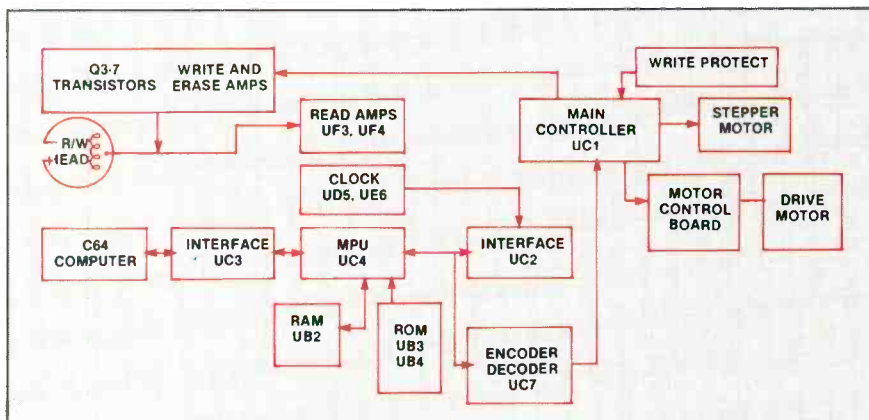 Q3-7 WRITE AND
TRANSISTORS ERASE AMPS
WRITE PROTECT
R/W
HEAD
READ AMPS
UF3, UF4
MAIN
CONTROLLER
UC1
STEPPER
MOTOR
CLOCK
UD5, UE6
MOTOR
CONTROL
BOARD
DRIVE
MOTOR
C64
COMPUTER
INTERFACE
UC3
MPU
UC4
INTERFACE
UC2
RAM
UB2
ROM
UB3
UB4
ENCODER
DECODER
UC7